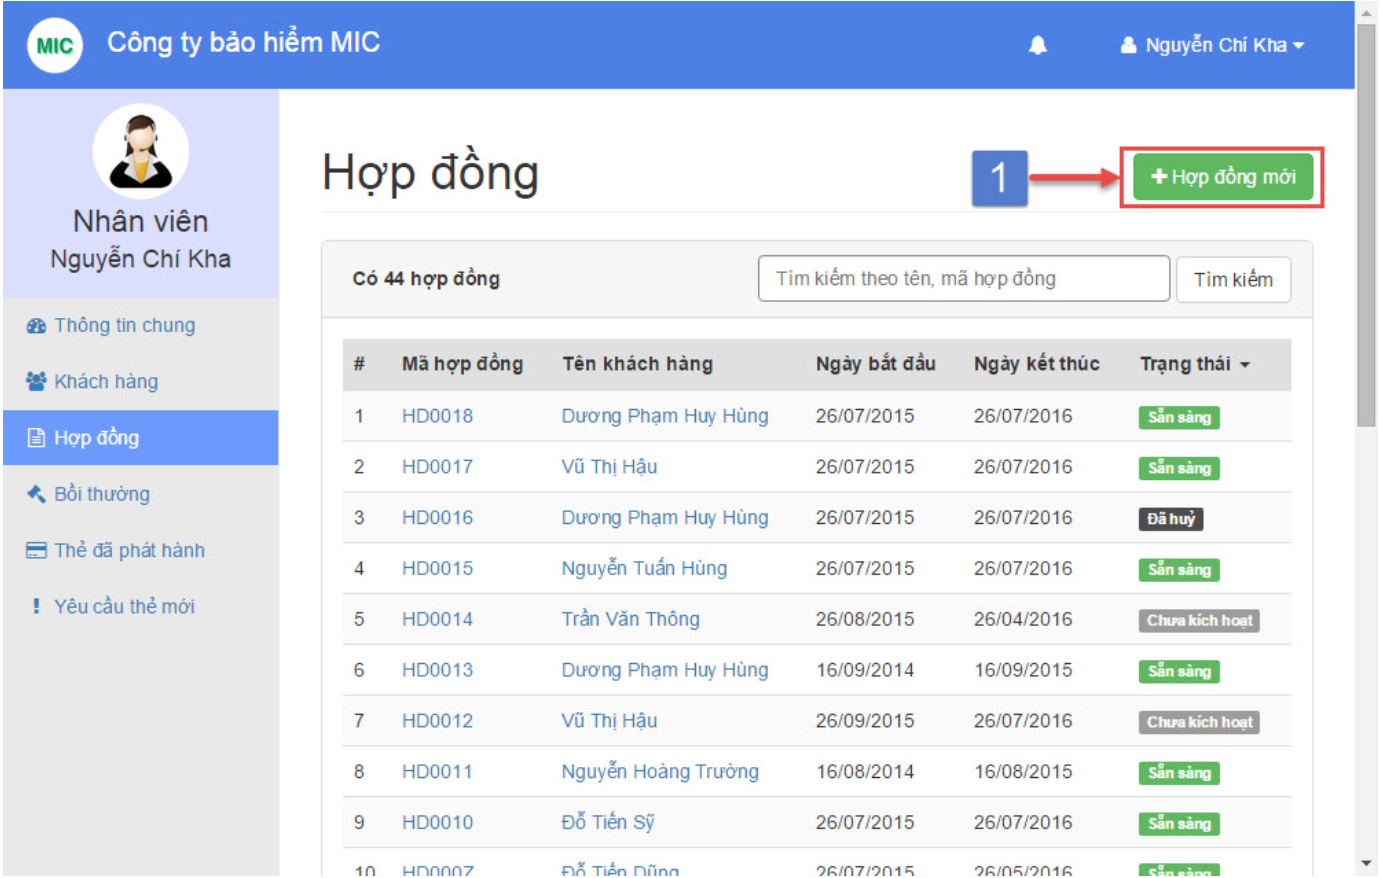 MIC Công ty bảo hiểm MIC Nguyễn Chí Kha
Nhân viên
Nguyễn Chí Kha
Thông tin chung
Khách hàng
Hợp đồng
Bồi thường
Thẻ đã phát hành
Yêu cầu thẻ mới
Hợp đồng 1 Hợp đồng mới
Có 44 hợp đồng Tìm kiếm theo tên, mã hợp đồng Tìm kiếm
# Mã hợp đồng Tên khách hàng Ngày bắt đầu Ngày kết thúc Trạng thái
1 HD0018 Dương Phạm Huy Hùng 26/07/2015 26/07/2016 Sẵn sàng
2 HD0017 Vũ Thị Hậu 26/07/2015 26/07/2016 Sẵn sàng
3 HD0016 Dương Phạm Huy Hùng 26/07/2015 26/07/2016 Đã huỷ
4 HD0015 Nguyễn Tuấn Hùng 26/07/2015 26/07/2016 Sẵn sàng
5 HD0014 Trần Văn Thông 26/08/2015 26/04/2016 Chưa kích hoạt
6 HD0013 Dương Phạm Huy Hùng 16/09/2014 16/09/2015 Sẵn sàng
7 HD0012 Vũ Thị Hậu 26/09/2015 26/07/2016 Chưa kích hoạt
8 HD0011 Nguyễn Hoàng Trường 16/08/2014 16/08/2015 Sẵn sàng
9 HD0010 Đỗ Tiến Sỹ 26/07/2015 26/07/2016 Sẵn sàng
10 Đỗ Tiến Dũng 26/07/2015 26/05/2016 Sẵn sàng